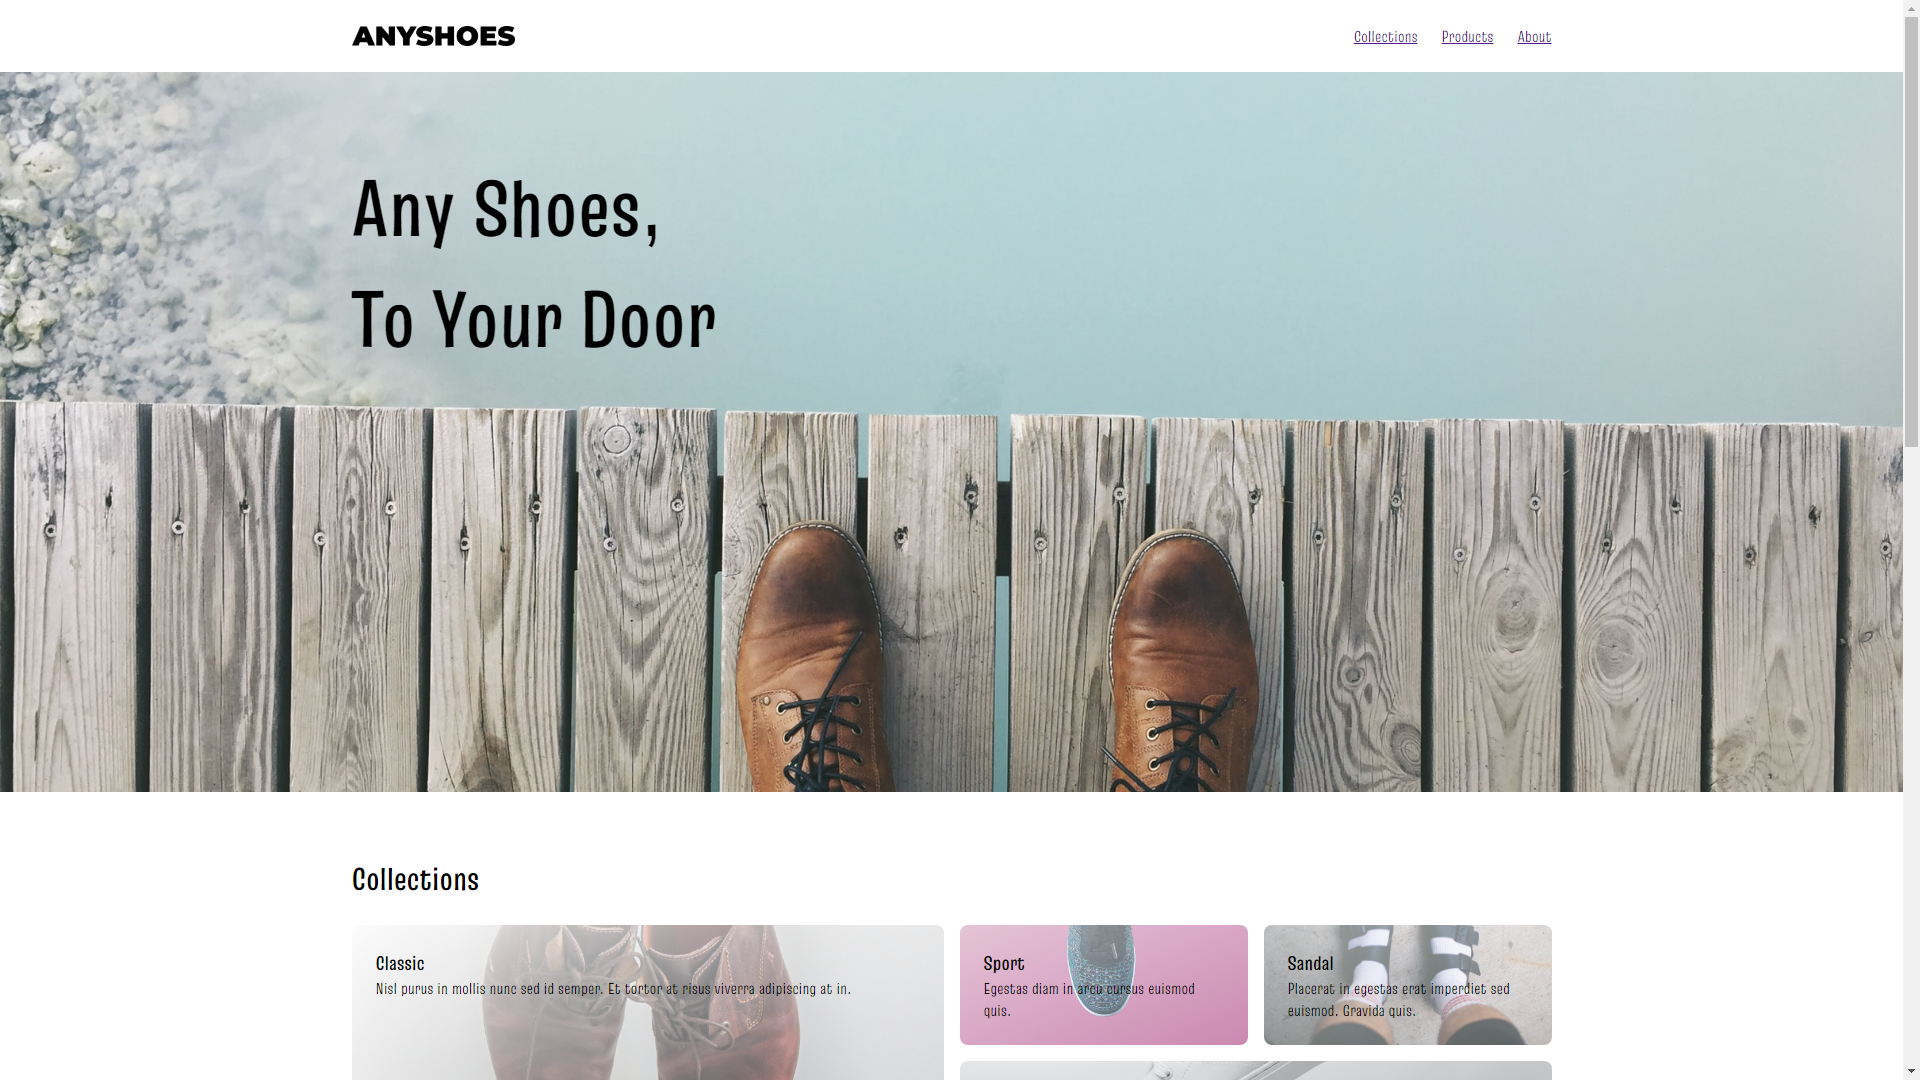 ANYSHOES
Collections
Products
About
Any Shoes,
To Your Door
Collections
Classic
Nisl purus in mollis nunc sed id semper. Et tortor at risus viverra adipiscing at in.
Sport
Egestas diam in arcu cursus euismod
quis.
Sandal
Placerat in egestas erat imperdiet sed
euismod. Gravida quis.